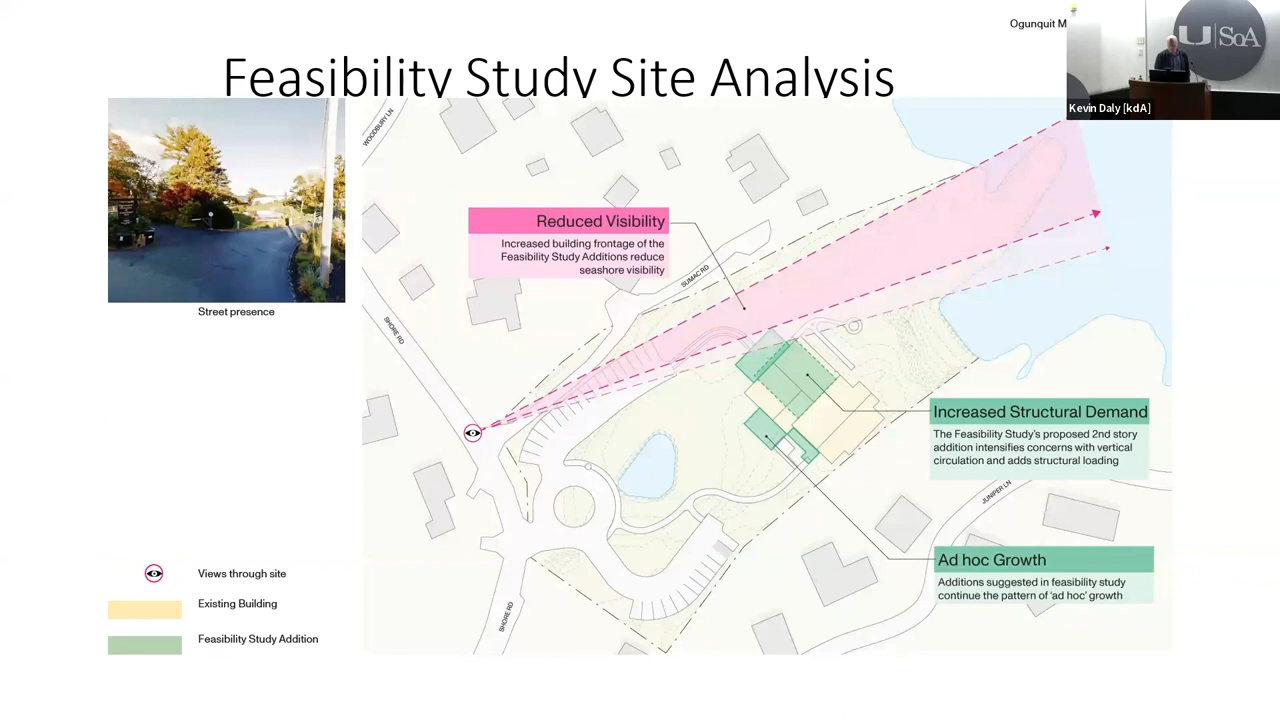 Ogunquit M
U SoA
Kevin Daly [kdA]
Feasibility Study Site Analysis
Street presence
WOODBURY LN
Reduced Visibility
Increased building frontage of the
Feasibility Study Additions reduce
seashore visibility
SUMAC RD
SHORE RD
Increased Structural Demand
The Feasibility Study's proposed 2nd story
addition intensifies concerns with vertical
circulation and adds structural loading
JUNIPER LN
Ad hoc Growth
Additions suggested in feasibility study
continue the pattern of 'ad hoc' growth
SHORE RD
Views through site
Existing Building
Feasibility Study Addition